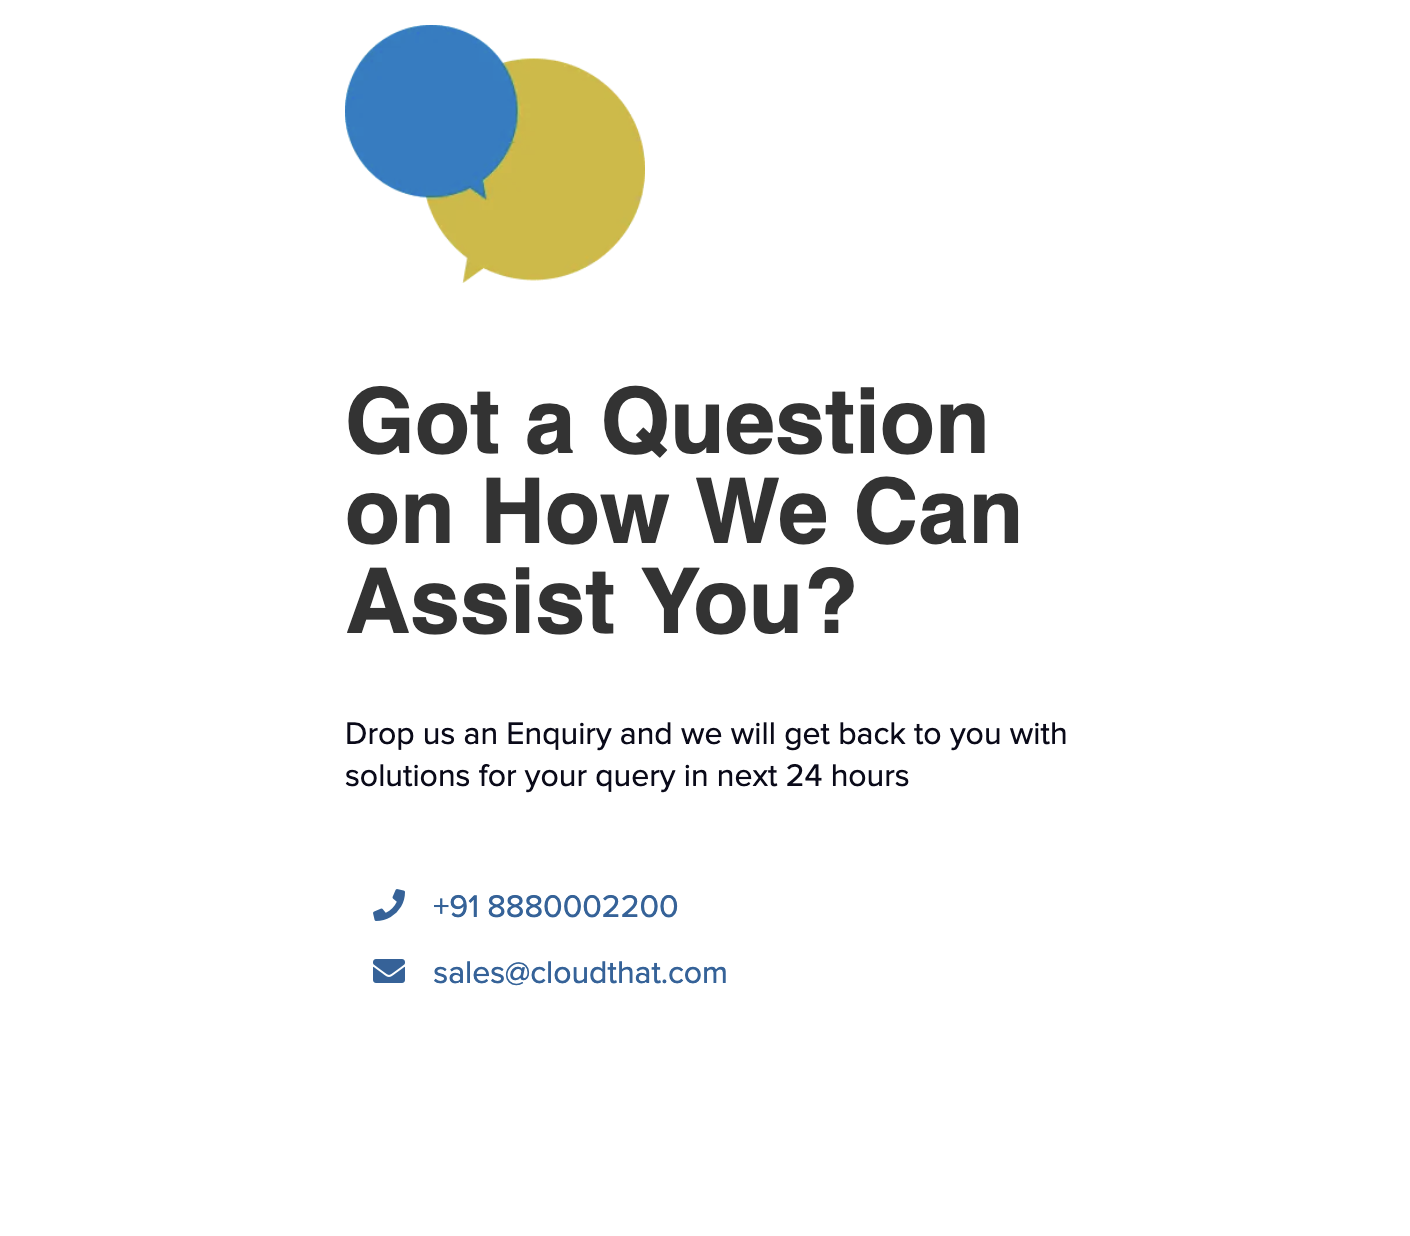 Got a Question
on How We Can
Assist You?
Drop us an Enquiry and we will get back to you with
solutions for your query in next 24 hours
+91 8880002200
sales@cloudthat.com